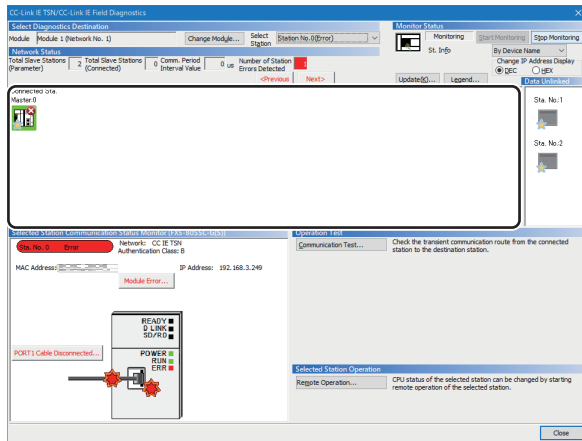 CC-Link IE TSN/CC-Link IE Field Diagnostics
Select Diagnostics Destination
Module Module 1 (Network No. 1) Change Module... Select Station Station No.0(Error)
Monitor Status
Monitoring Start Monitoring Stop Monitoring
St. Info By Device Name
Network Status
Total Slave Stations (Parameter) 2 Total Slave Stations (Connected) 0 Comm. Period Interval Value 0 us Number of Station Errors Detected 1
Change IP Address Display
DEC HEX
<Previous Next>
Update(K)... Legend...
Data Unlinked
Connected Sta.
Master:0
Sta. No.:1
Sta. No.:2
Selected Station Communication Status Monitor (FX5-80SSC-G(S))
Sta. No. 0 Error
Network: CC IE TSN
Authentication Class: B
MAC Address:
IP Address: 192.168.3.249
Module Error...
PORT1 Cable Disconnected...
READY
D LINK
SD/RD
POWER
RUN
ERR
Operation Test
Communication Test...
Check the transient communication route from the connected
station to the destination station.
Selected Station Operation
Remote Operation...
CPU status of the selected station can be changed by starting
remote operation of the selected station.
Close